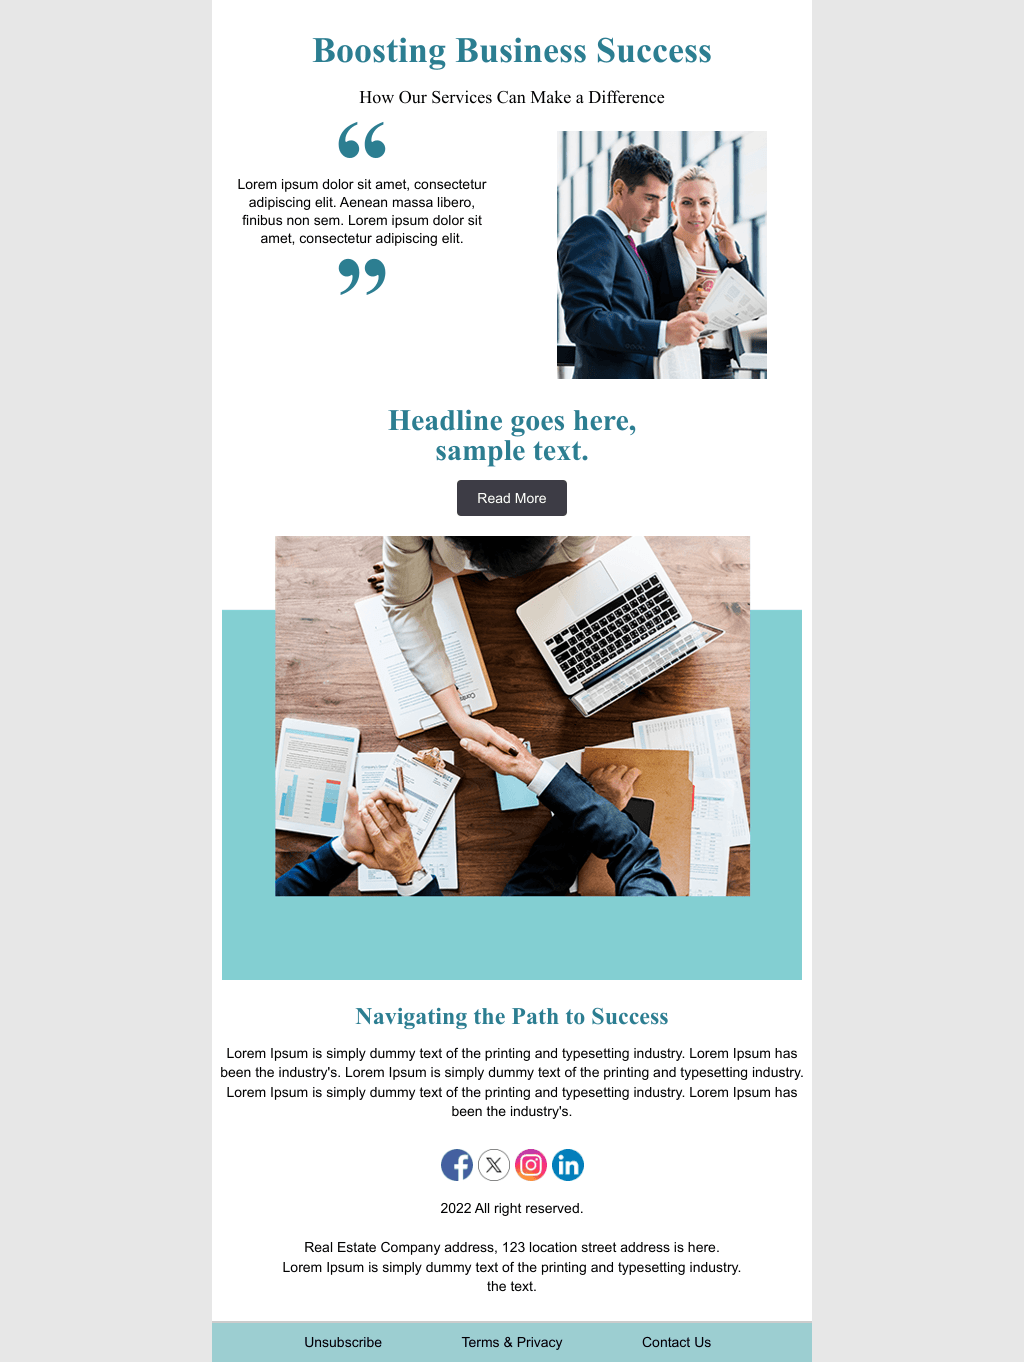 Boosting Business Success
How Our Services Can Make a Difference
“
Lorem ipsum dolor sit amet, consectetur
adipiscing elit. Aenean massa libero,
finibus non sem. Lorem ipsum dolor sit
amet, consectetur adipiscing elit.
”
Headline goes here,
sample text.
Read More
Navigating the Path to Success
Lorem Ipsum is simply dummy text of the printing and typesetting industry. Lorem Ipsum has
been the industry's. Lorem Ipsum is simply dummy text of the printing and typesetting industry.
Lorem Ipsum is simply dummy text of the printing and typesetting industry. Lorem Ipsum has
been the industry's.
2022 All right reserved.
Real Estate Company address, 123 location street address is here.
Lorem Ipsum is simply dummy text of the printing and typesetting industry.
the text.
Unsubscribe Terms & Privacy Contact Us